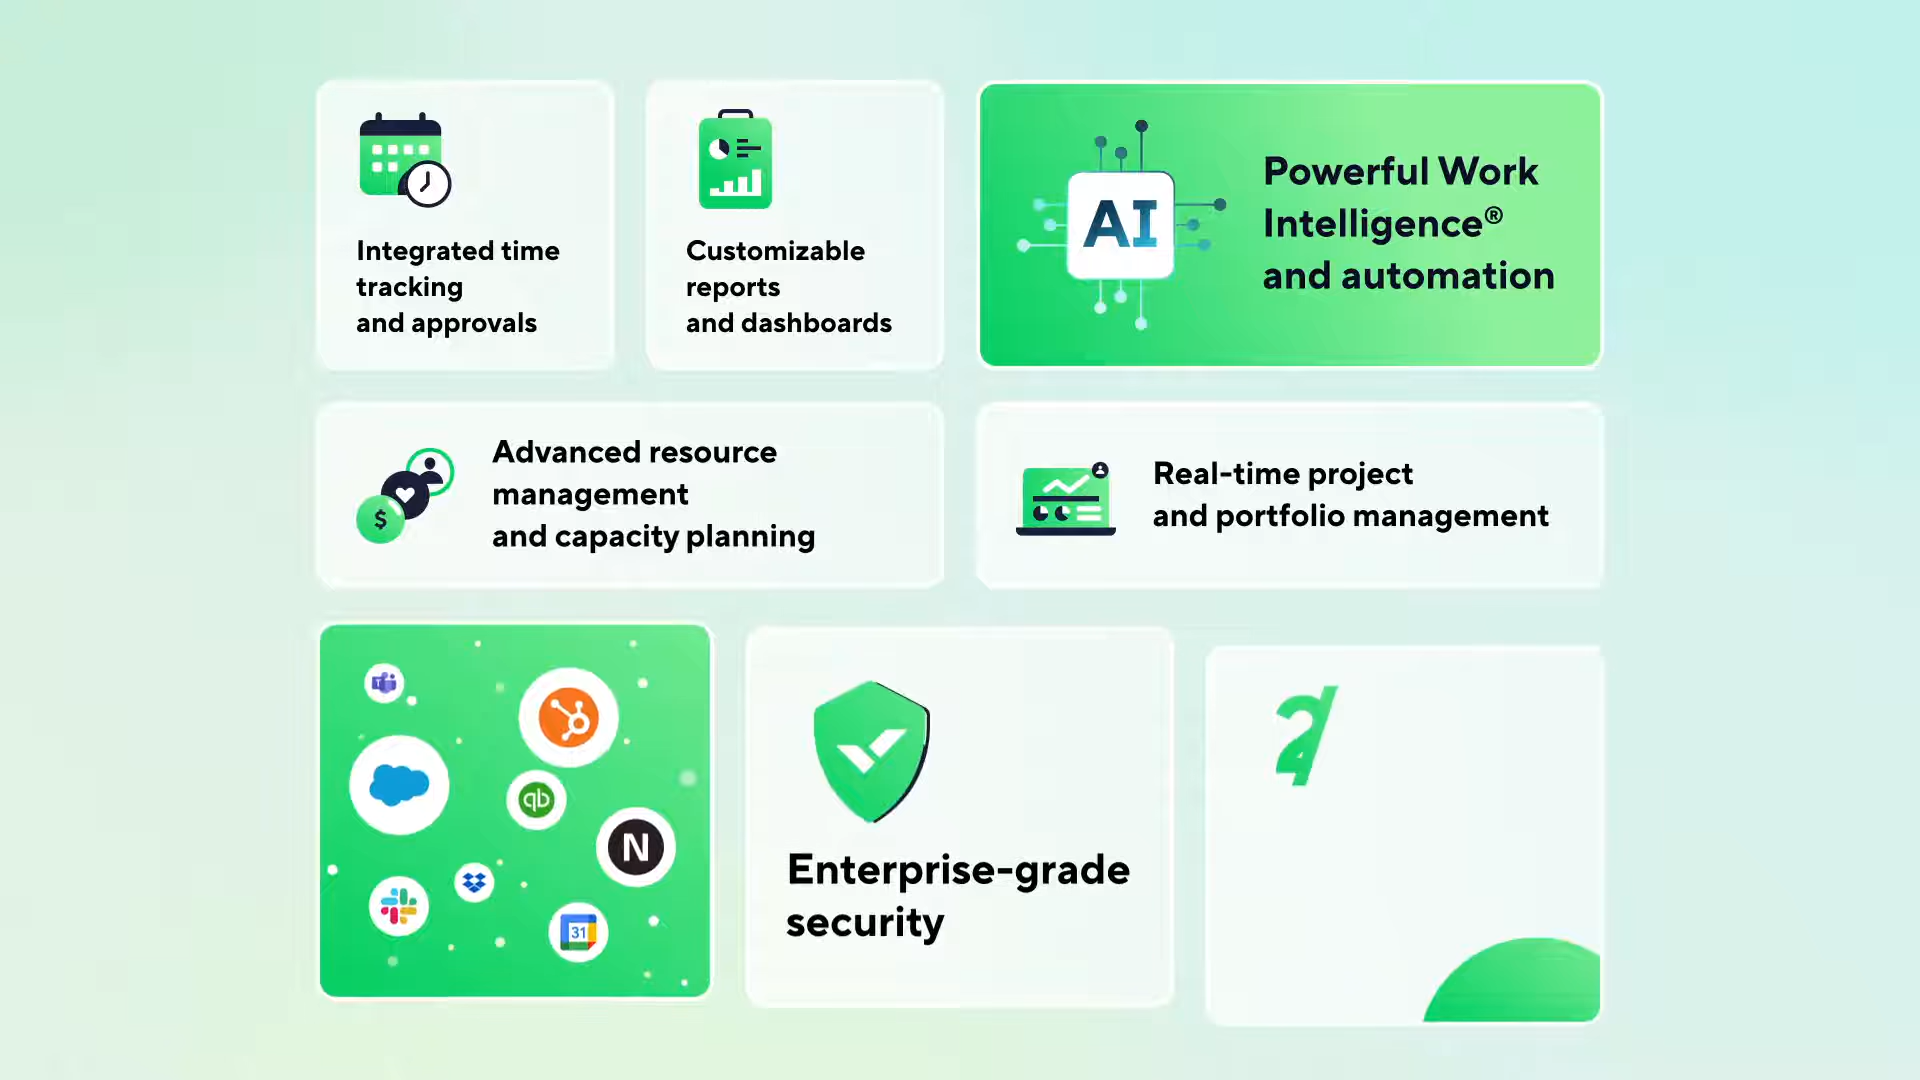 Integrated time
tracking
and approvals
Customizable
reports
and dashboards
AI
Powerful Work
Intelligence®
and automation
$
Advanced resource
management
and capacity planning
Real-time project
and portfolio management
T
qb
N
31
Enterprise-grade
security